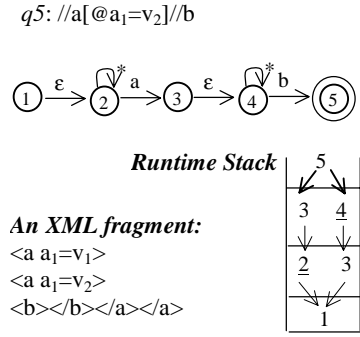 q5: //a[@a₁=v₂]//b
1 ε 2 * a 3 ε 4 * b 5
Runtime Stack
5
3 4
2 3
1
An XML fragment:
<a a₁=v₁>
<a a₁=v₂>
<b></b></a></a>